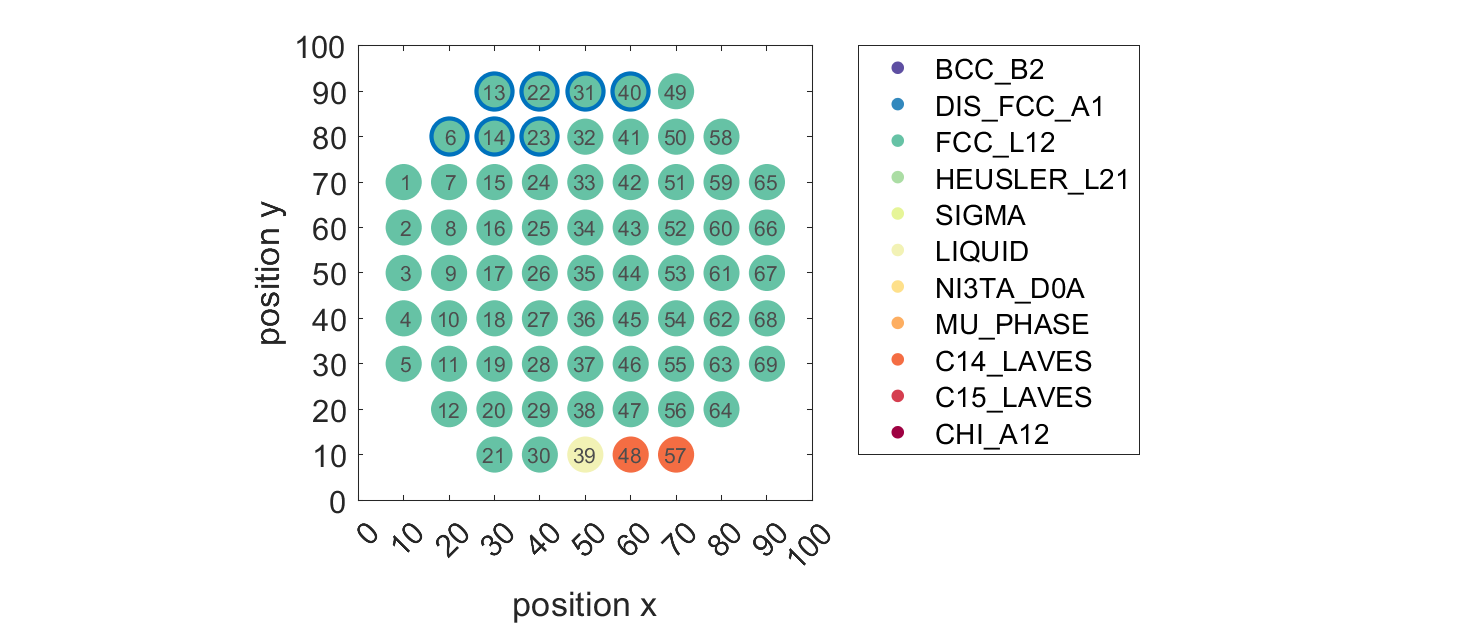 100
90
80
70
60
50
40
30
20
10
0
position y
13 22 31 40 49
6 14 23 32 41 50 58
1 7 15 24 33 42 51 59 65
2 8 16 25 34 43 52 60 66
3 9 17 26 35 44 53 61 67
4 10 18 27 36 45 54 62 68
5 11 19 28 37 46 55 63 69
12 20 29 38 47 56 64
21 30 39 48 57
0 10 20 30 40 50 60 70 80 90 100
position x
BCC_B2
DIS_FCC_A1
FCC_L12
HEUSLER_L21
SIGMA
LIQUID
NI3TA_D0A
MU_PHASE
C14_LAVES
C15_LAVES
CHI_A12